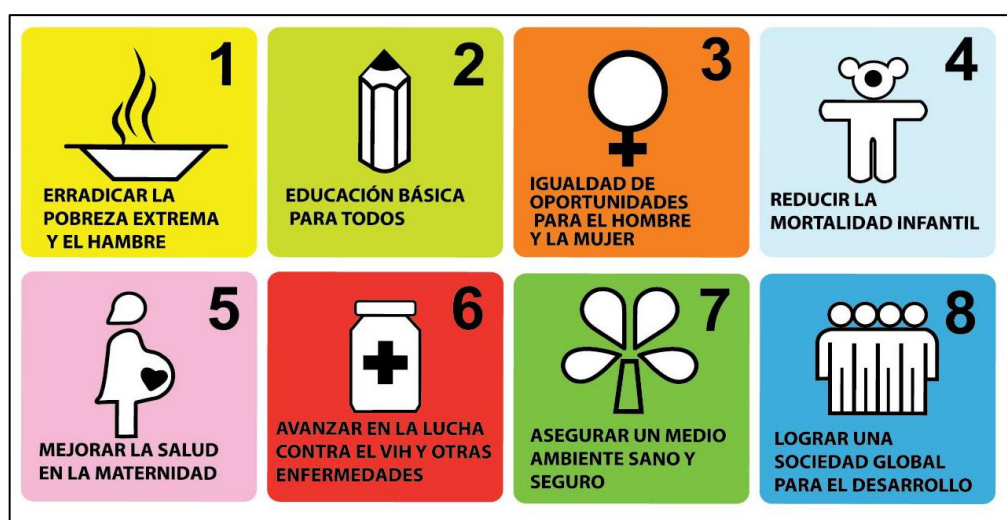 1
ERRADICAR LA
POBREZA EXTREMA
Y EL HAMBRE
2
EDUCACIÓN BÁSICA
PARA TODOS
3
IGUALDAD DE
OPORTUNIDADES
PARA EL HOMBRE
Y LA MUJER
4
REDUCIR LA
MORTALIDAD INFANTIL
5
MEJORAR LA SALUD
EN LA MATERNIDAD
6
AVANZAR EN LA LUCHA
CONTRA EL VIH Y OTRAS
ENFERMEDADES
7
ASEGURAR UN MEDIO
AMBIENTE SANO Y
SEGURO
8
LOGRAR UNA
SOCIEDAD GLOBAL
PARA EL DESARROLLO